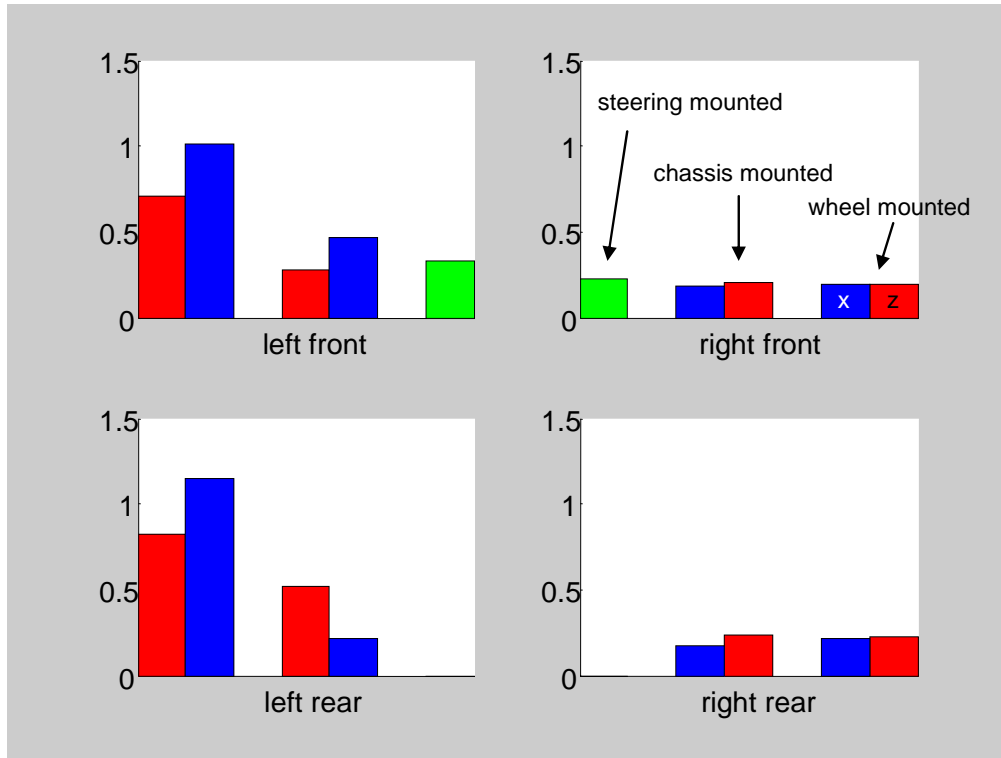 1.5
1
0.5
0
left front
1.5
1
0.5
0
steering mounted
chassis mounted
wheel mounted
x z
right front
1.5
1
0.5
0
left rear
1.5
1
0.5
0
right rear